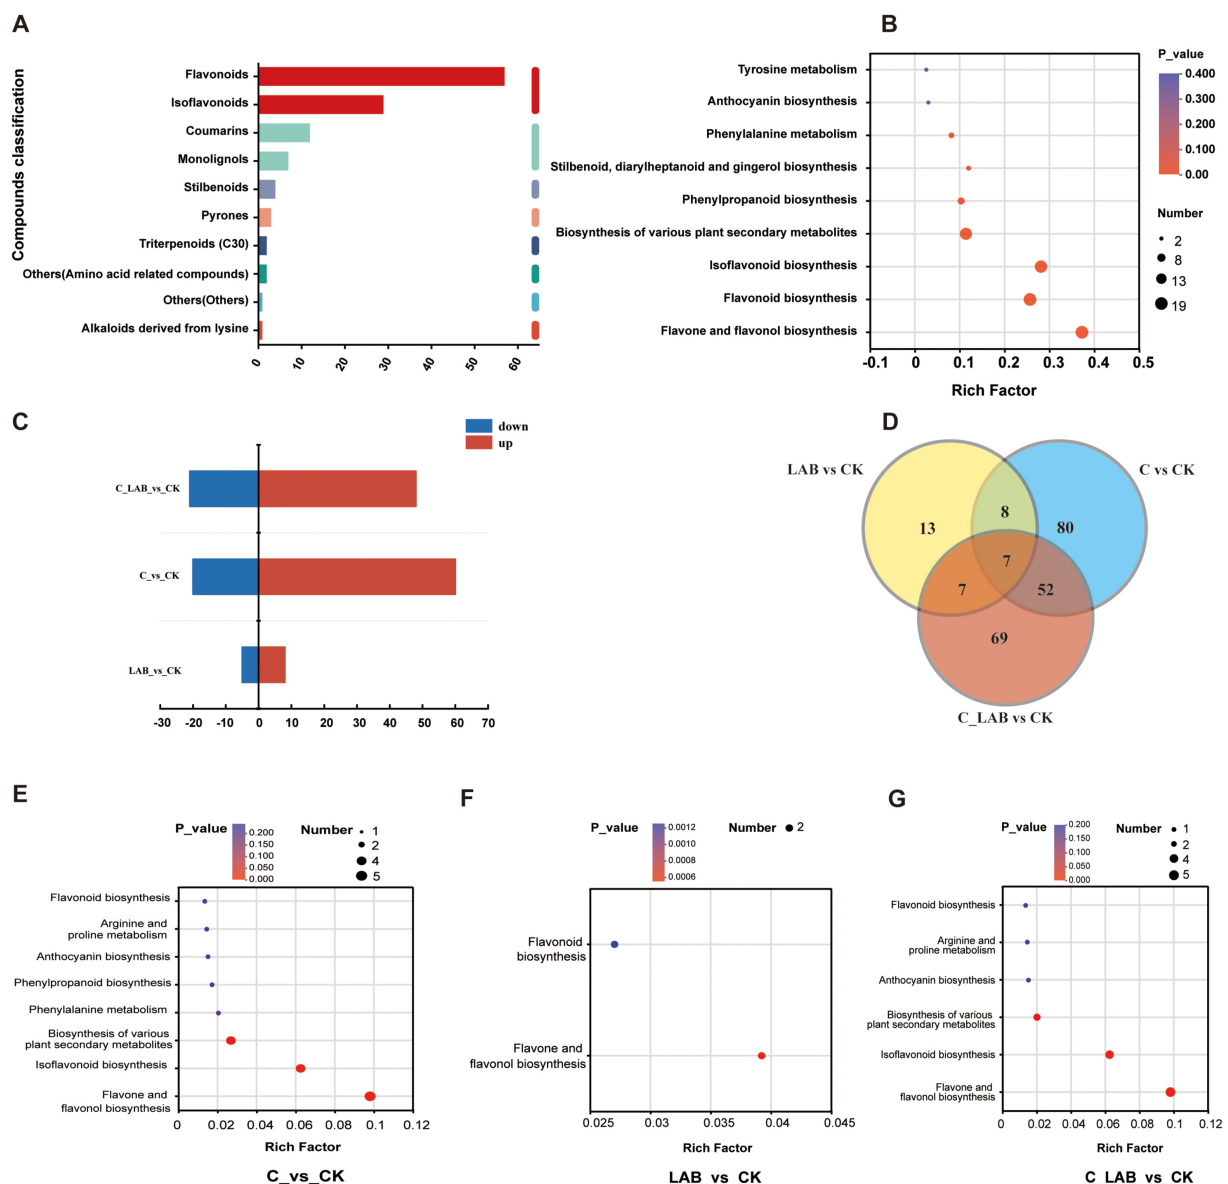 A
Compounds classification
Flavonoids
Isoflavonoids
Coumarins
Monolignols
Stilbenoids
Pyrones
Triterpenoids (C30)
Others(Amino acid related compounds)
Others(Others)
Alkaloids derived from lysine
0 10 20 30 40 50 60
B
Tyrosine metabolism
Anthocyanin biosynthesis
Phenylalanine metabolism
Stilbenoid, diarylheptanoid and gingerol biosynthesis
Phenylpropanoid biosynthesis
Biosynthesis of various plant secondary metabolites
Isoflavonoid biosynthesis
Flavonoid biosynthesis
Flavone and flavonol biosynthesis
-0.1 0 0.1 0.2 0.3 0.4 0.5
Rich Factor
P_value
0.400
0.300
0.200
0.100
0.00
Number
2
8
13
19
C
down
up
C_LAB_vs_CK
C_vs_CK
LAB_vs_CK
-30 -20 -10 0 10 20 30 40 50 60 70
D
LAB vs CK
C vs CK
13
8
80
7
7
52
69
C_LAB vs CK
E
P_value
0.200
0.150
0.100
0.050
0.000
Number
1
2
4
5
Flavonoid biosynthesis
Arginine and
proline metabolism
Anthocyanin biosynthesis
Phenylpropanoid biosynthesis
Phenylalanine metabolism
Biosynthesis of various
plant secondary metabolites
Isoflavonoid biosynthesis
Flavone and
flavonol biosynthesis
0 0.02 0.04 0.06 0.08 0.1 0.12
Rich Factor
C_vs_CK
F
P_value
0.0012
0.0010
0.0008
0.0006
Number
2
Flavonoid
biosynthesis
Flavone and
flavonol biosynthesis
0.025 0.03 0.035 0.04 0.045
Rich Factor
LAB vs CK
G
P_value
0.200
0.150
0.100
0.050
0.000
Number
1
2
4
5
Flavonoid biosynthesis
Arginine and
proline metabolism
Anthocyanin biosynthesis
Biosynthesis of various
plant secondary metabolites
Isoflavonoid biosynthesis
Flavone and
flavonol biosynthesis
0 0.02 0.04 0.06 0.08 0.1 0.12
Rich Factor
C LAB vs CK